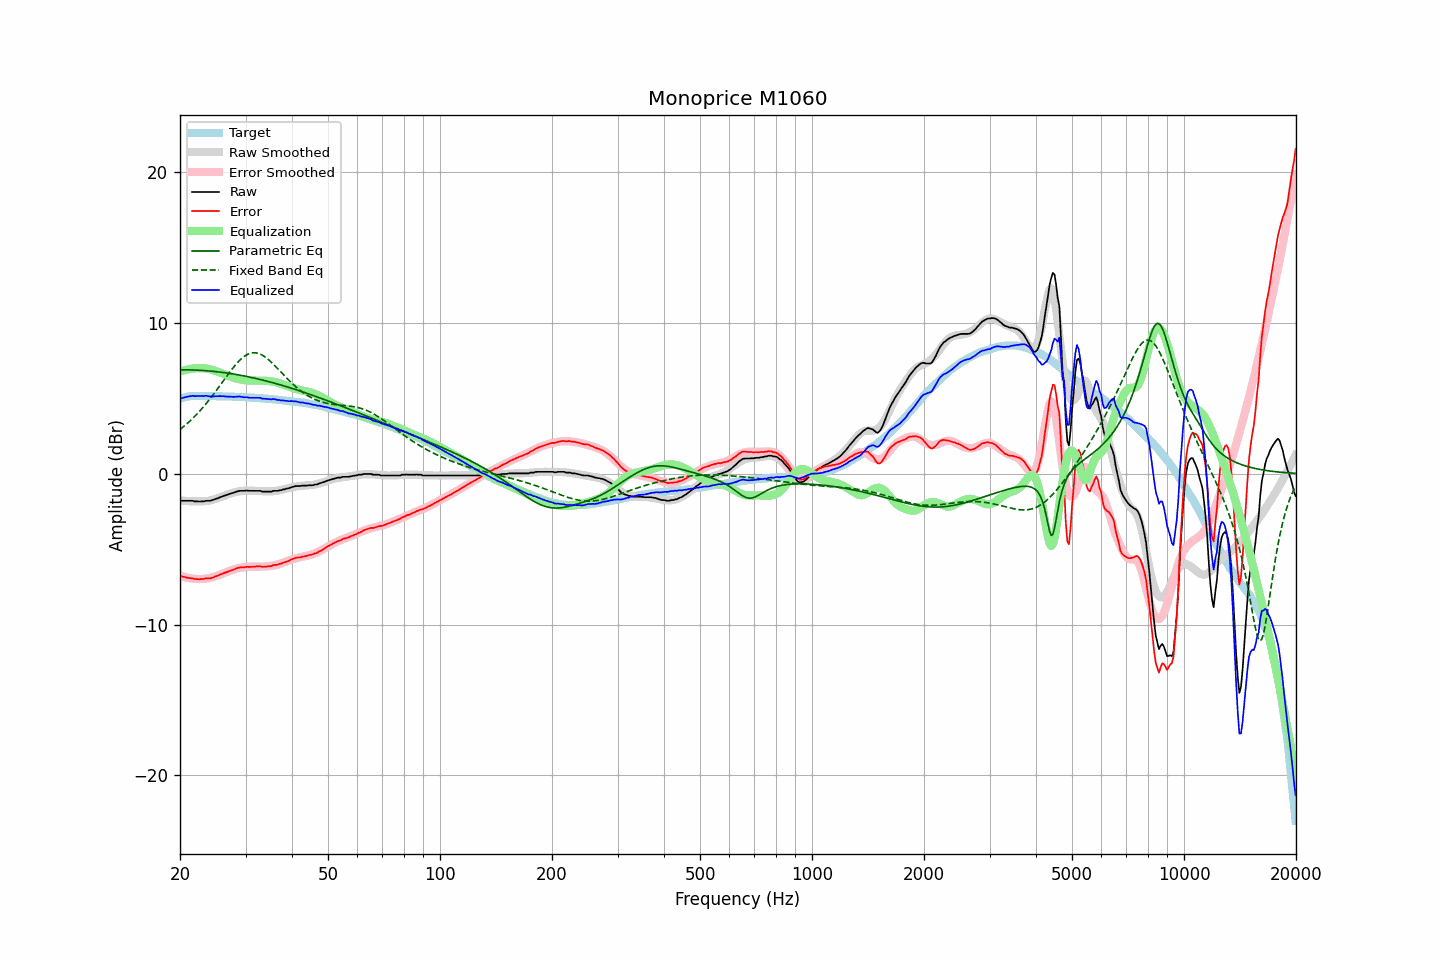 Monoprice M1060
Target
Raw Smoothed
Error Smoothed
Raw
Error
Equalization
Parametric Eq
Fixed Band Eq
Equalized
20
10
0
−10
−20
Amplitude (dBr)
20
50
100
200
500
1000
2000
5000
10000
20000
Frequency (Hz)